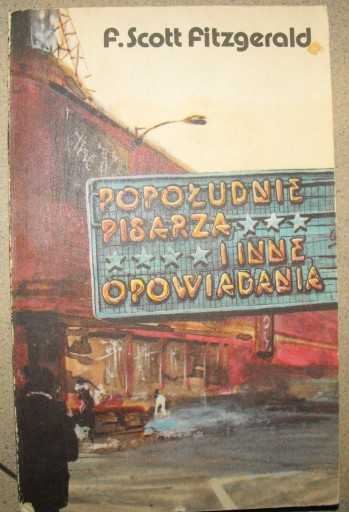 F. Scott Fitzgerald
POPOŁUDNIE
PISARZA
I INNE
OPOWIADANIA